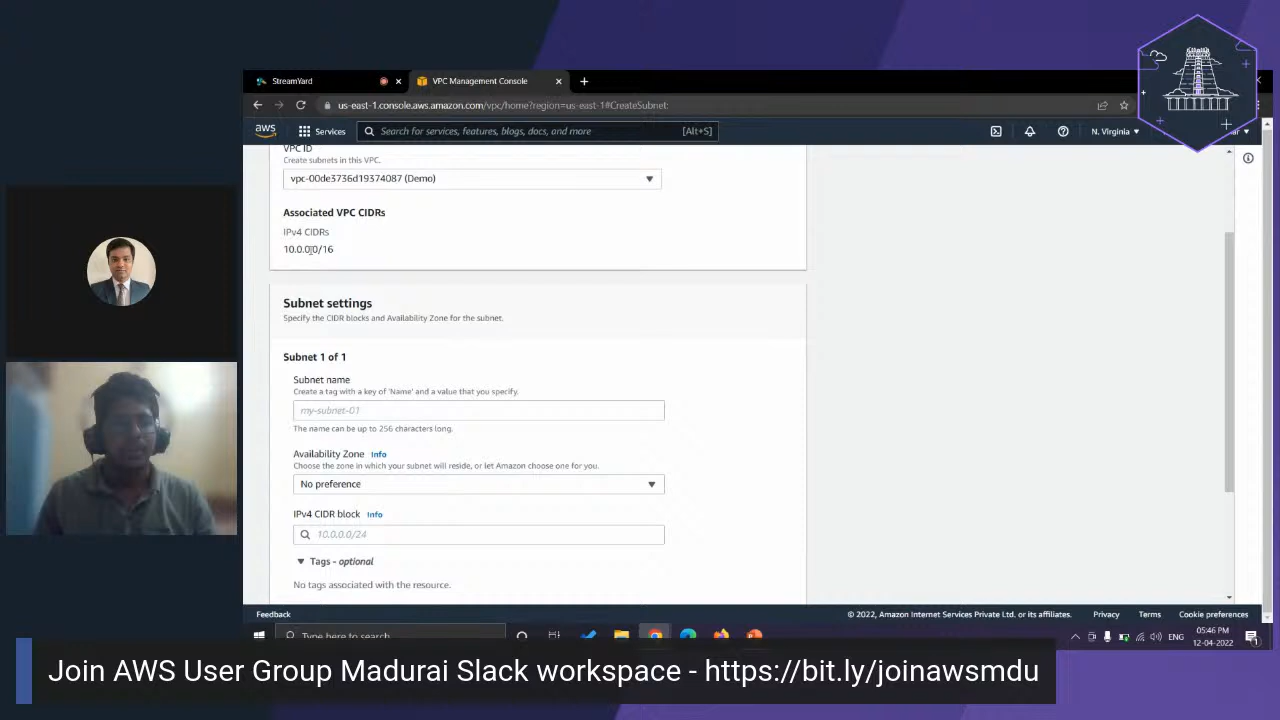 StreamYard
VPC Management Console
us-east-1.console.aws.amazon.com/vpc/home?region=us-east-1#CreateSubnet:
aws
Services
Search for services, features, blogs, docs, and more
[Alt+S]
N. Virginia
VPC ID
Create subnets in this VPC.
vpc-00de3736d19374087 (Demo)
Associated VPC CIDRs
IPv4 CIDRs
10.0.0.0/16
Subnet settings
Specify the CIDR blocks and Availability Zone for the subnet.
Subnet 1 of 1
Subnet name
Create a tag with a key of 'Name' and a value that you specify.
my-subnet-01
The name can be up to 256 characters long.
Availability Zone Info
Choose the zone in which your subnet will reside, or let Amazon choose one for you.
No preference
IPv4 CIDR block Info
10.0.0.0/24
Tags - optional
No tags associated with the resource.
Feedback
© 2022, Amazon Internet Services Private Ltd. or its affiliates.
Privacy
Terms
Cookie preferences
Type here to search
ENG
05:46 PM
12-04-2022
Join AWS User Group Madurai Slack workspace - https://bit.ly/joinawsmdu